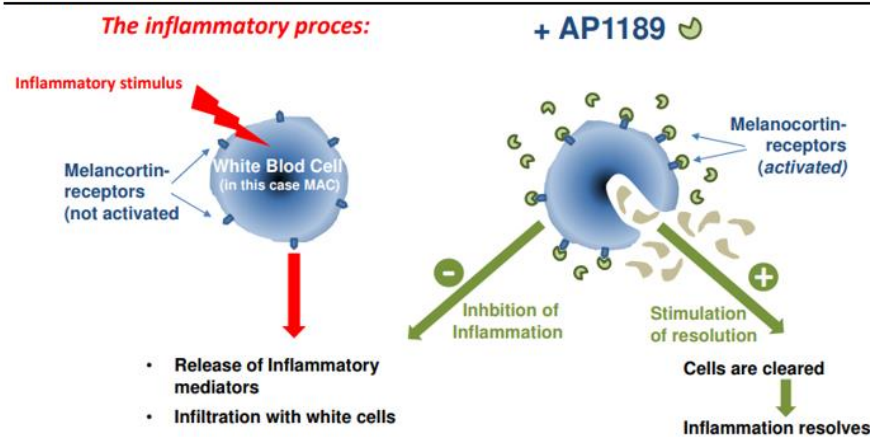 The inflammatory proces:
+ AP1189
Inflammatory stimulus
Melancortin-
receptors
(not activated
White Blod Cell
(in this case MAC)
Melanocortin-
receptors
(activated)
-
Inhbition of
Inflammation
+
Stimulation
of resolution
• Release of Inflammatory
mediators
• Infiltration with white cells
Cells are cleared
Inflammation resolves